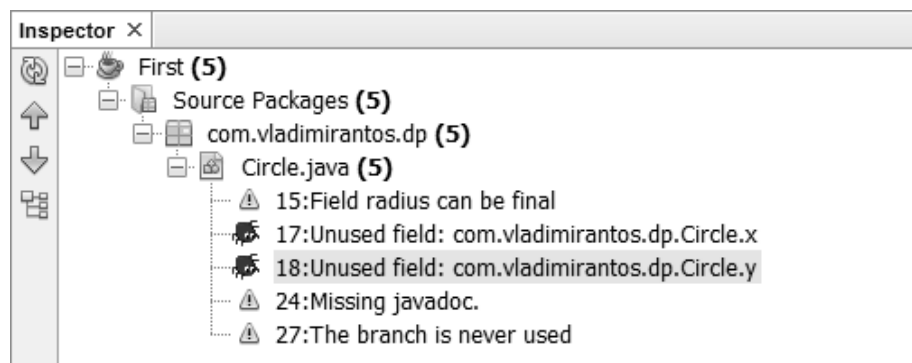 Inspector ×
First (5)
Source Packages (5)
com.vladimirantos.dp (5)
Circle.java (5)
15:Field radius can be final
17:Unused field: com.vladimirantos.dp.Circle.x
18:Unused field: com.vladimirantos.dp.Circle.y
24:Missing javadoc.
27:The branch is never used